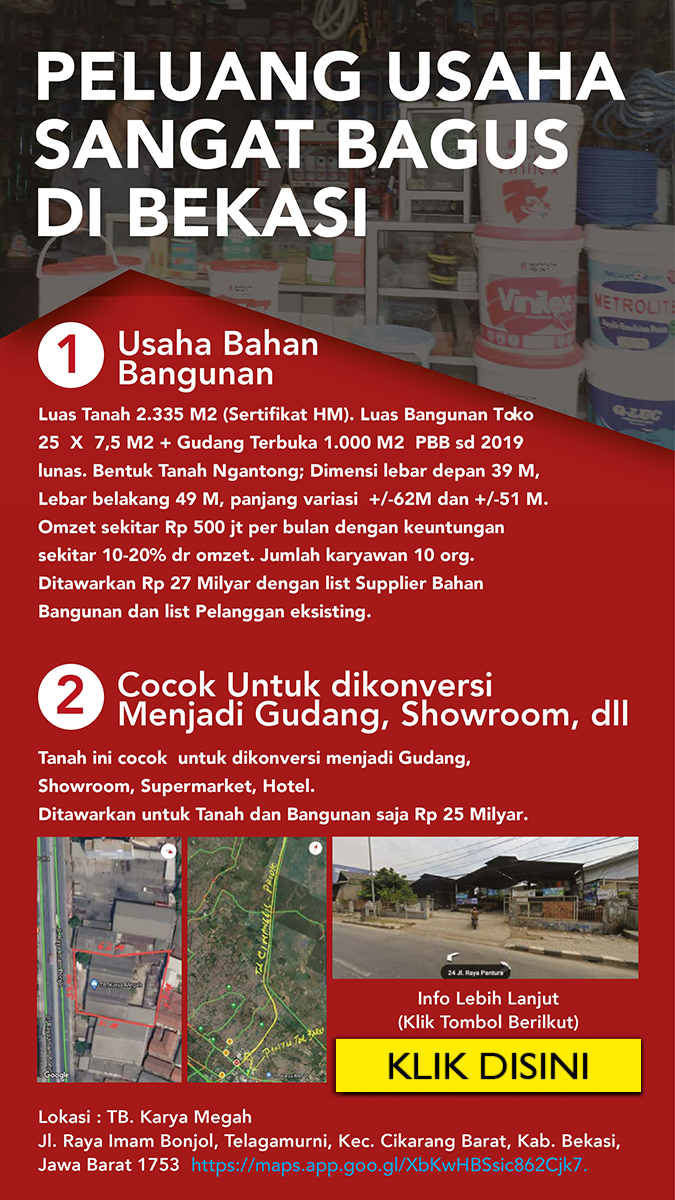 PELUANG USAHA
SANGAT BAGUS
DI BEKASI
Vinilex
METROLITE
Q-LUC
1
Usaha Bahan
Bangunan
Luas Tanah 2.335 M2 (Sertifikat HM). Luas Bangunan Toko
25 X 7,5 M2 + Gudang Terbuka 1.000 M2 PBB sd 2019
lunas. Bentuk Tanah Ngantong; Dimensi lebar depan 39 M,
Lebar belakang 49 M, panjang variasi +/-62M dan +/-51 M.
Omzet sekitar Rp 500 jt per bulan dengan keuntungan
sekitar 10-20% dr omzet. Jumlah karyawan 10 org.
Ditawarkan Rp 27 Milyar dengan list Supplier Bahan
Bangunan dan list Pelanggan eksisting.
2
Cocok Untuk dikonversi
Menjadi Gudang, Showroom, dll
Tanah ini cocok untuk dikonversi menjadi Gudang,
Showroom, Supermarket, Hotel.
Ditawarkan untuk Tanah dan Bangunan saja Rp 25 Milyar.
TB. Karya Megah
Google
24 Jl. Raya Pantura
Info Lebih Lanjut
(Klik Tombol Berilkut)
KLIK DISINI
Lokasi : TB. Karya Megah
Jl. Raya Imam Bonjol, Telagamurni, Kec. Cikarang Barat, Kab. Bekasi,
Jawa Barat 1753 https://maps.app.goo.gl/XbKwHBSsic862Cjk7.